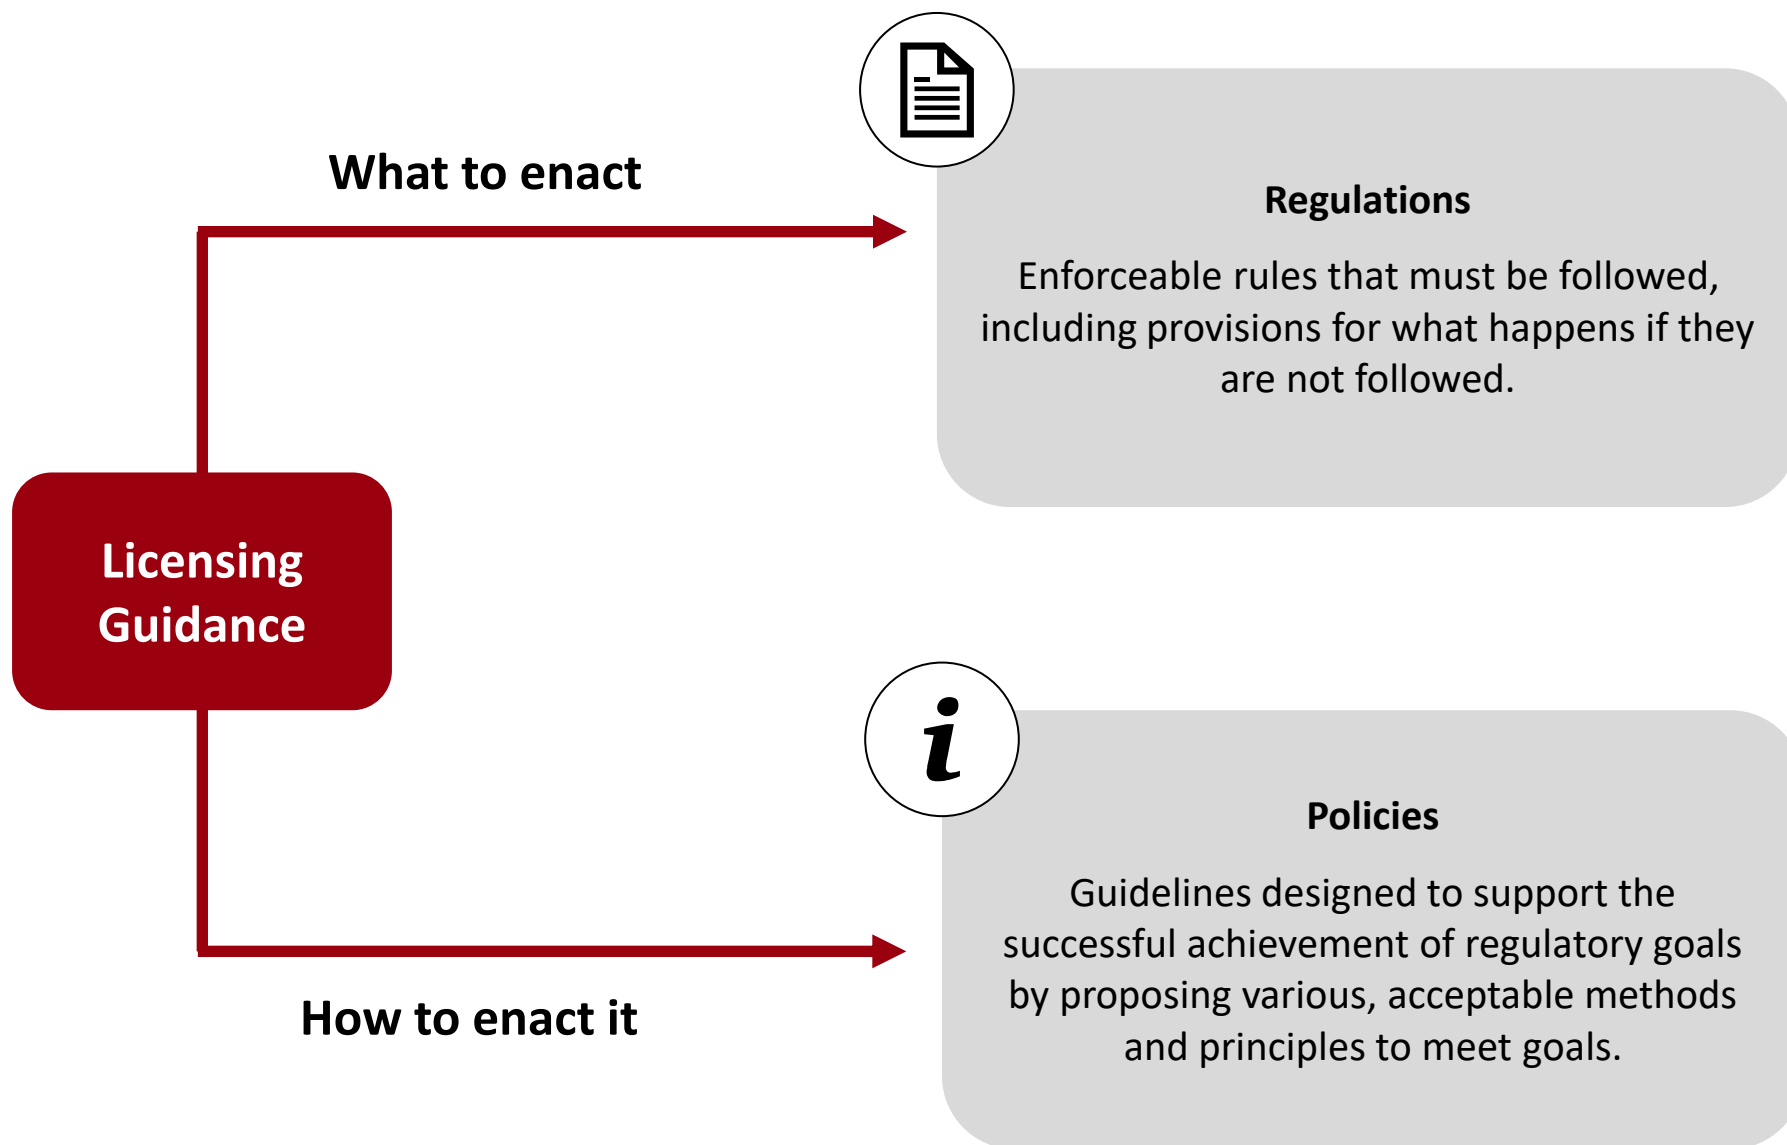 What to enact
Regulations
Enforceable rules that must be followed,
including provisions for what happens if they
are not followed.
Licensing
Guidance
i
Policies
Guidelines designed to support the
successful achievement of regulatory goals
by proposing various, acceptable methods
and principles to meet goals.
How to enact it